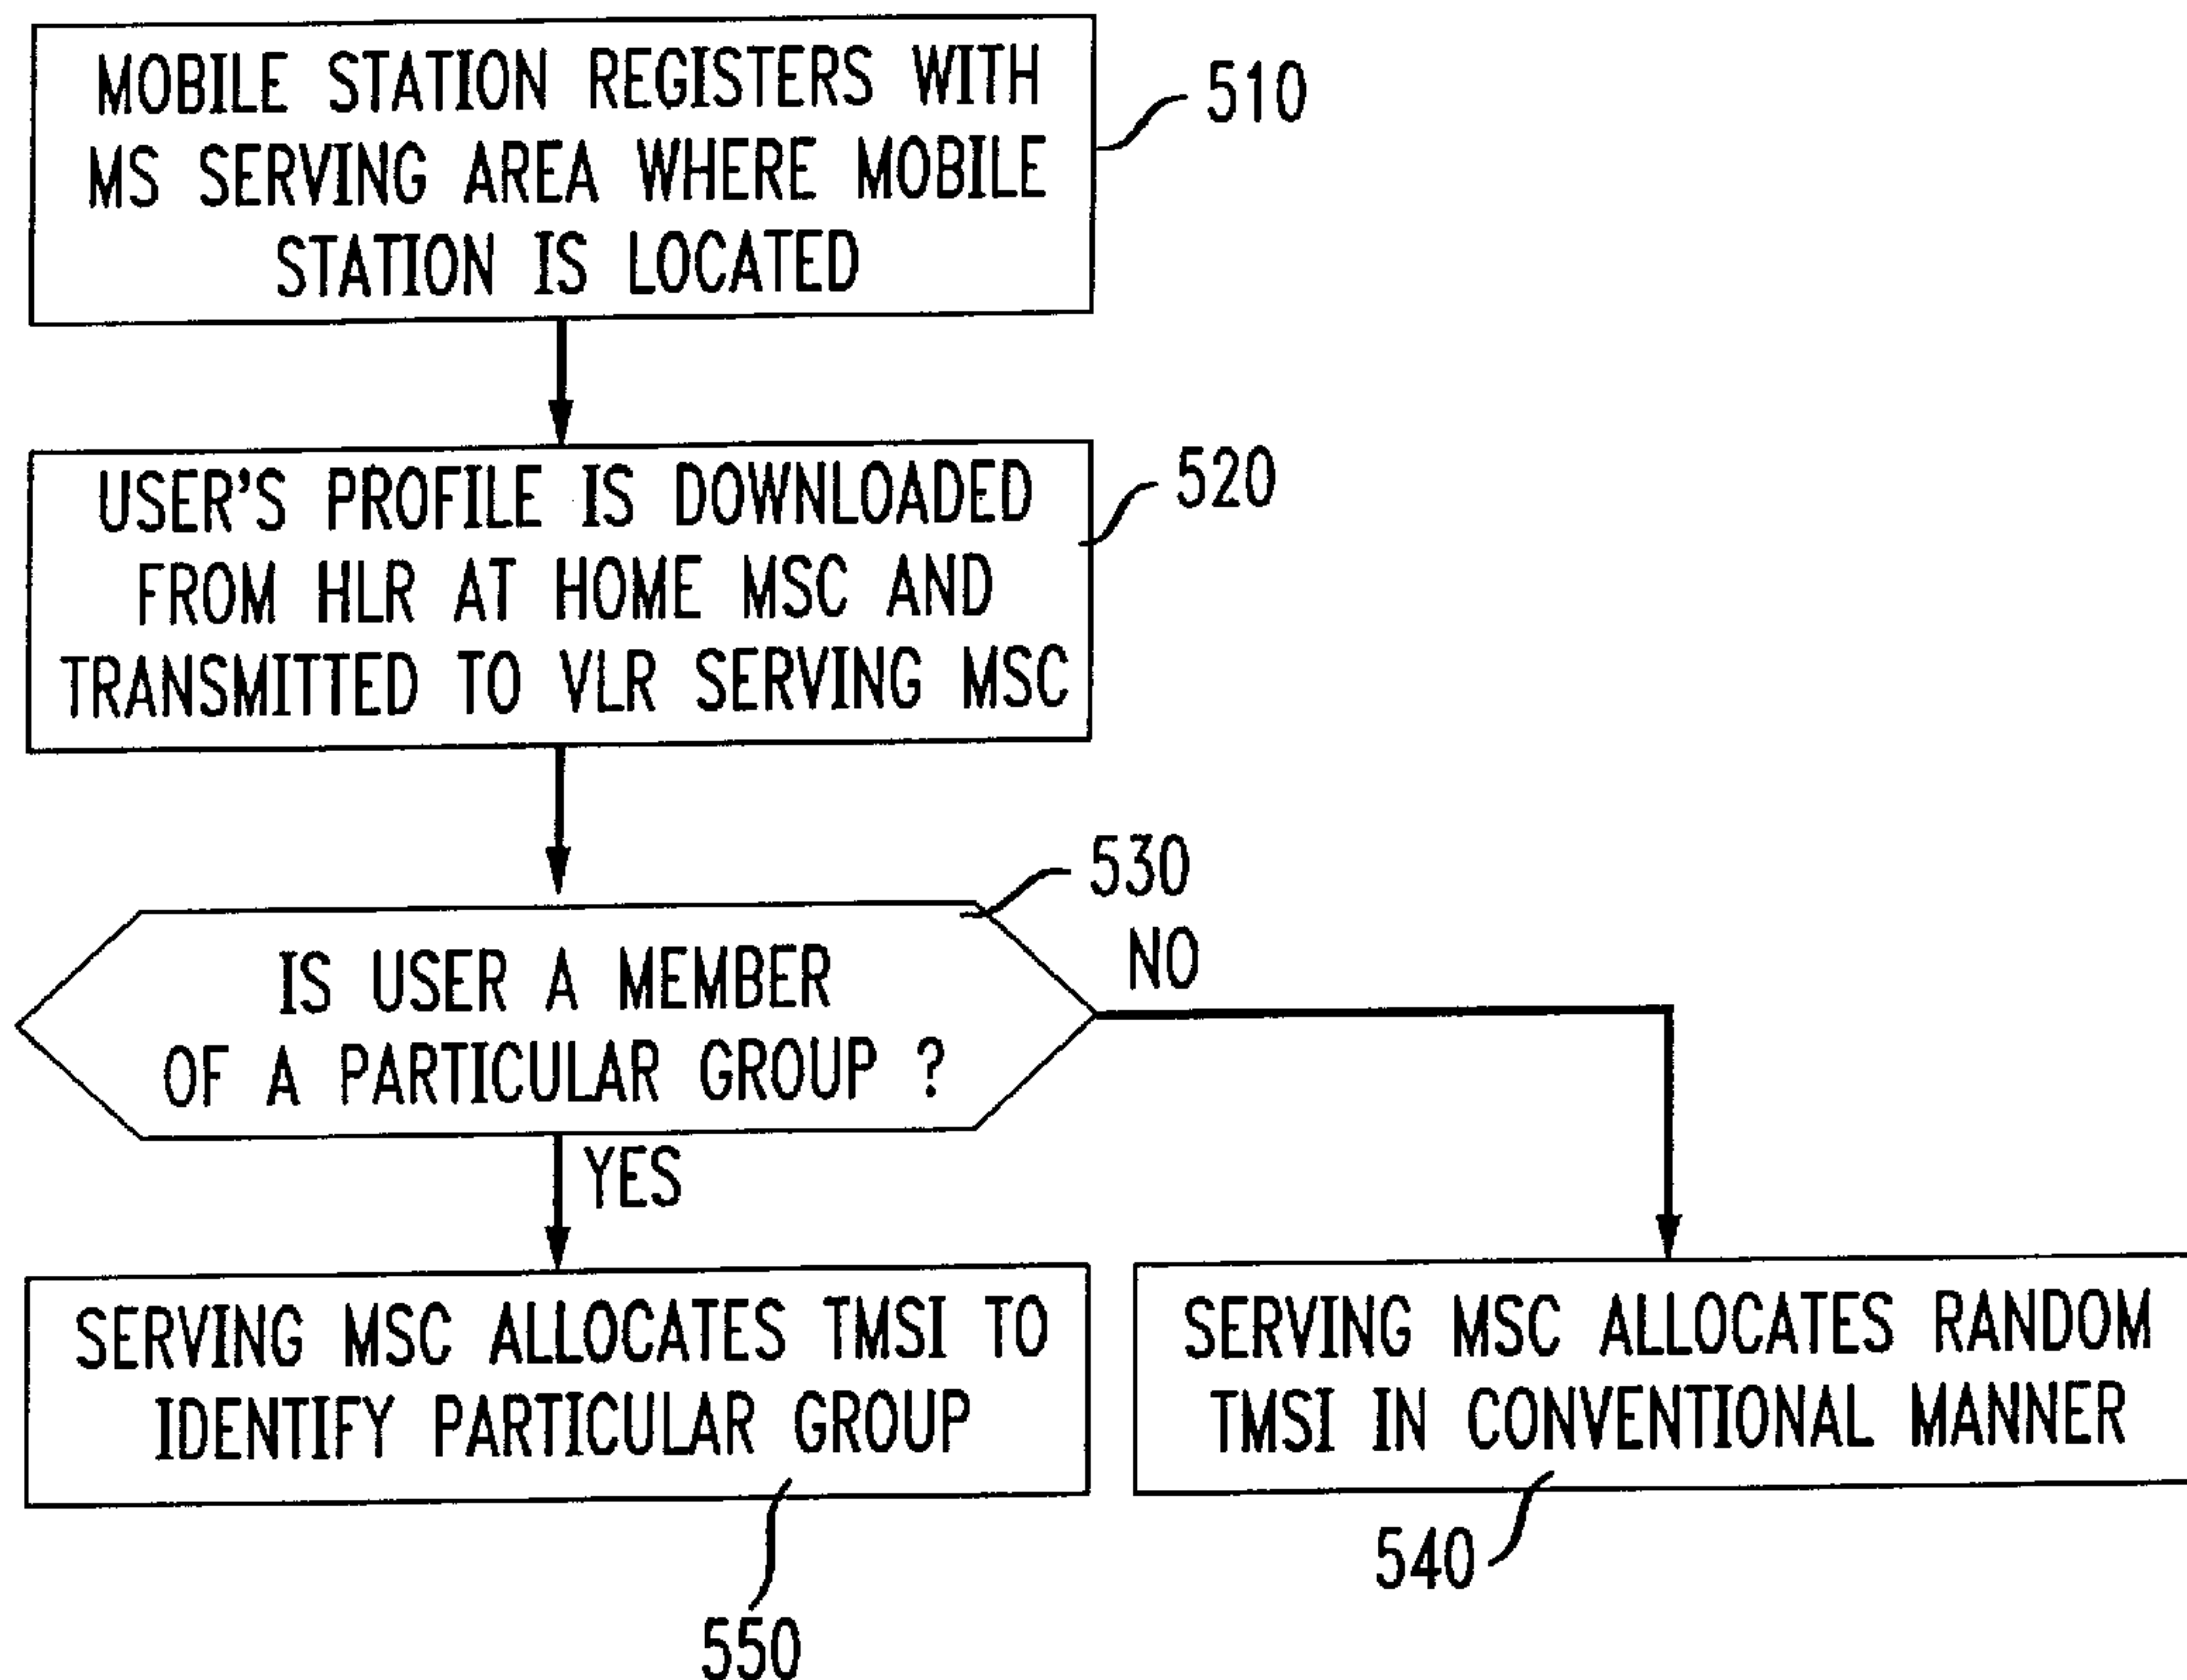 MOBILE STATION REGISTERS WITH
MS SERVING AREA WHERE MOBILE
STATION IS LOCATED
510
USER'S PROFILE IS DOWNLOADED
FROM HLR AT HOME MSC AND
TRANSMITTED TO VLR SERVING MSC
520
530
IS USER A MEMBER
OF A PARTICULAR GROUP ?
NO
YES
SERVING MSC ALLOCATES TMSI TO
IDENTIFY PARTICULAR GROUP
550
SERVING MSC ALLOCATES RANDOM
TMSI IN CONVENTIONAL MANNER
540